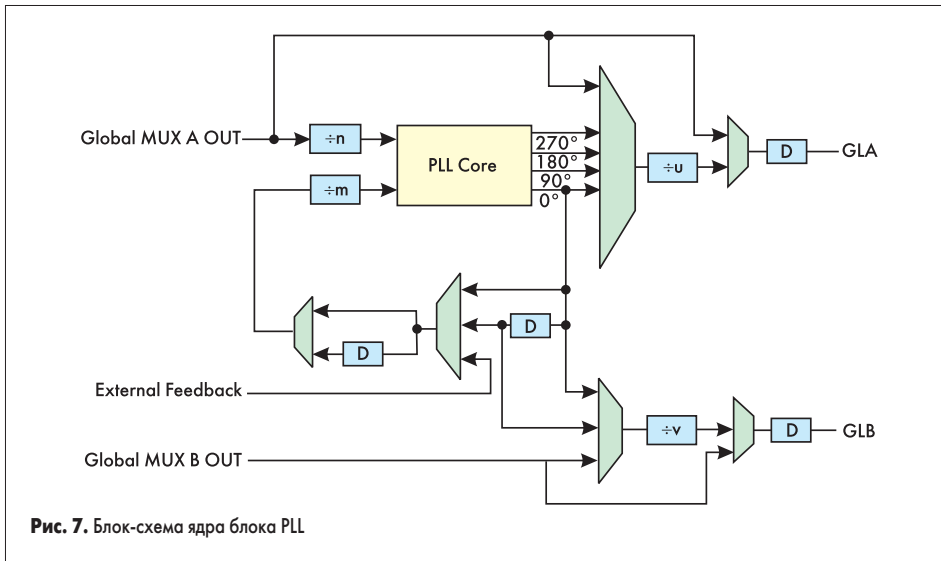 Global MUX A OUT
÷n
÷m
PLL Core
270°
180°
90°
0°
÷u
D
GLA
D
D
External Feedback
Global MUX B OUT
÷v
D
GLB
Рис. 7. Блок-схема ядра блока PLL